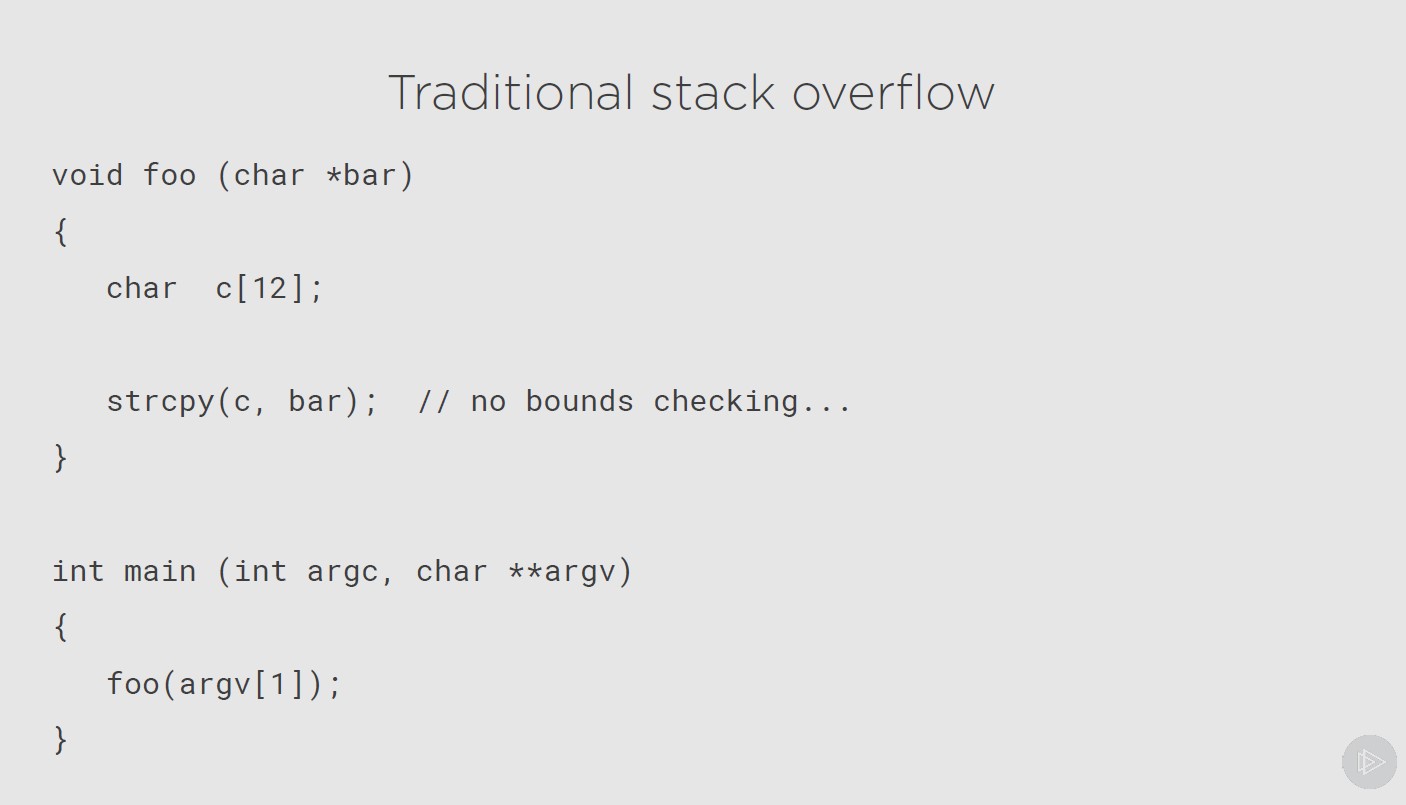 Traditional stack overflow
void foo (char *bar)
{
   char  c[12];
   strcpy(c, bar);  // no bounds checking...
}
int main (int argc, char **argv)
{
   foo(argv[1]);
}